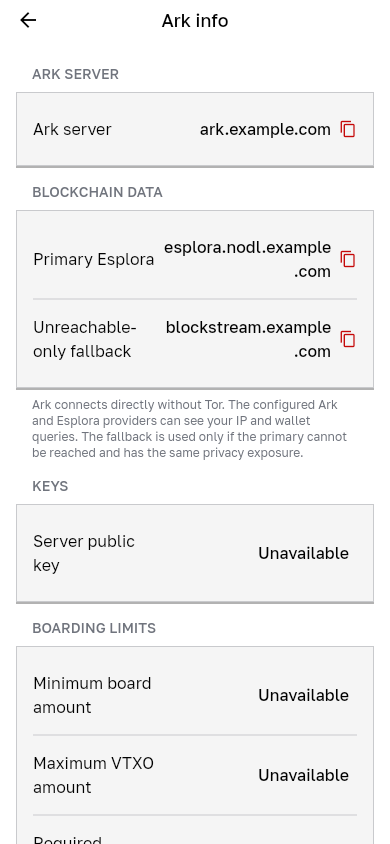 Ark info
ARK SERVER
Ark server
ark.example.com
BLOCKCHAIN DATA
Primary Esplora
esplora.nodl.example
.com
Unreachable-
only fallback
blockstream.example
.com
Ark connects directly without Tor. The configured Ark
and Esplora providers can see your IP and wallet
queries. The fallback is used only if the primary cannot
be reached and has the same privacy exposure.
KEYS
Server public
key
Unavailable
BOARDING LIMITS
Minimum board
amount
Unavailable
Maximum VTXO
amount
Unavailable
Required